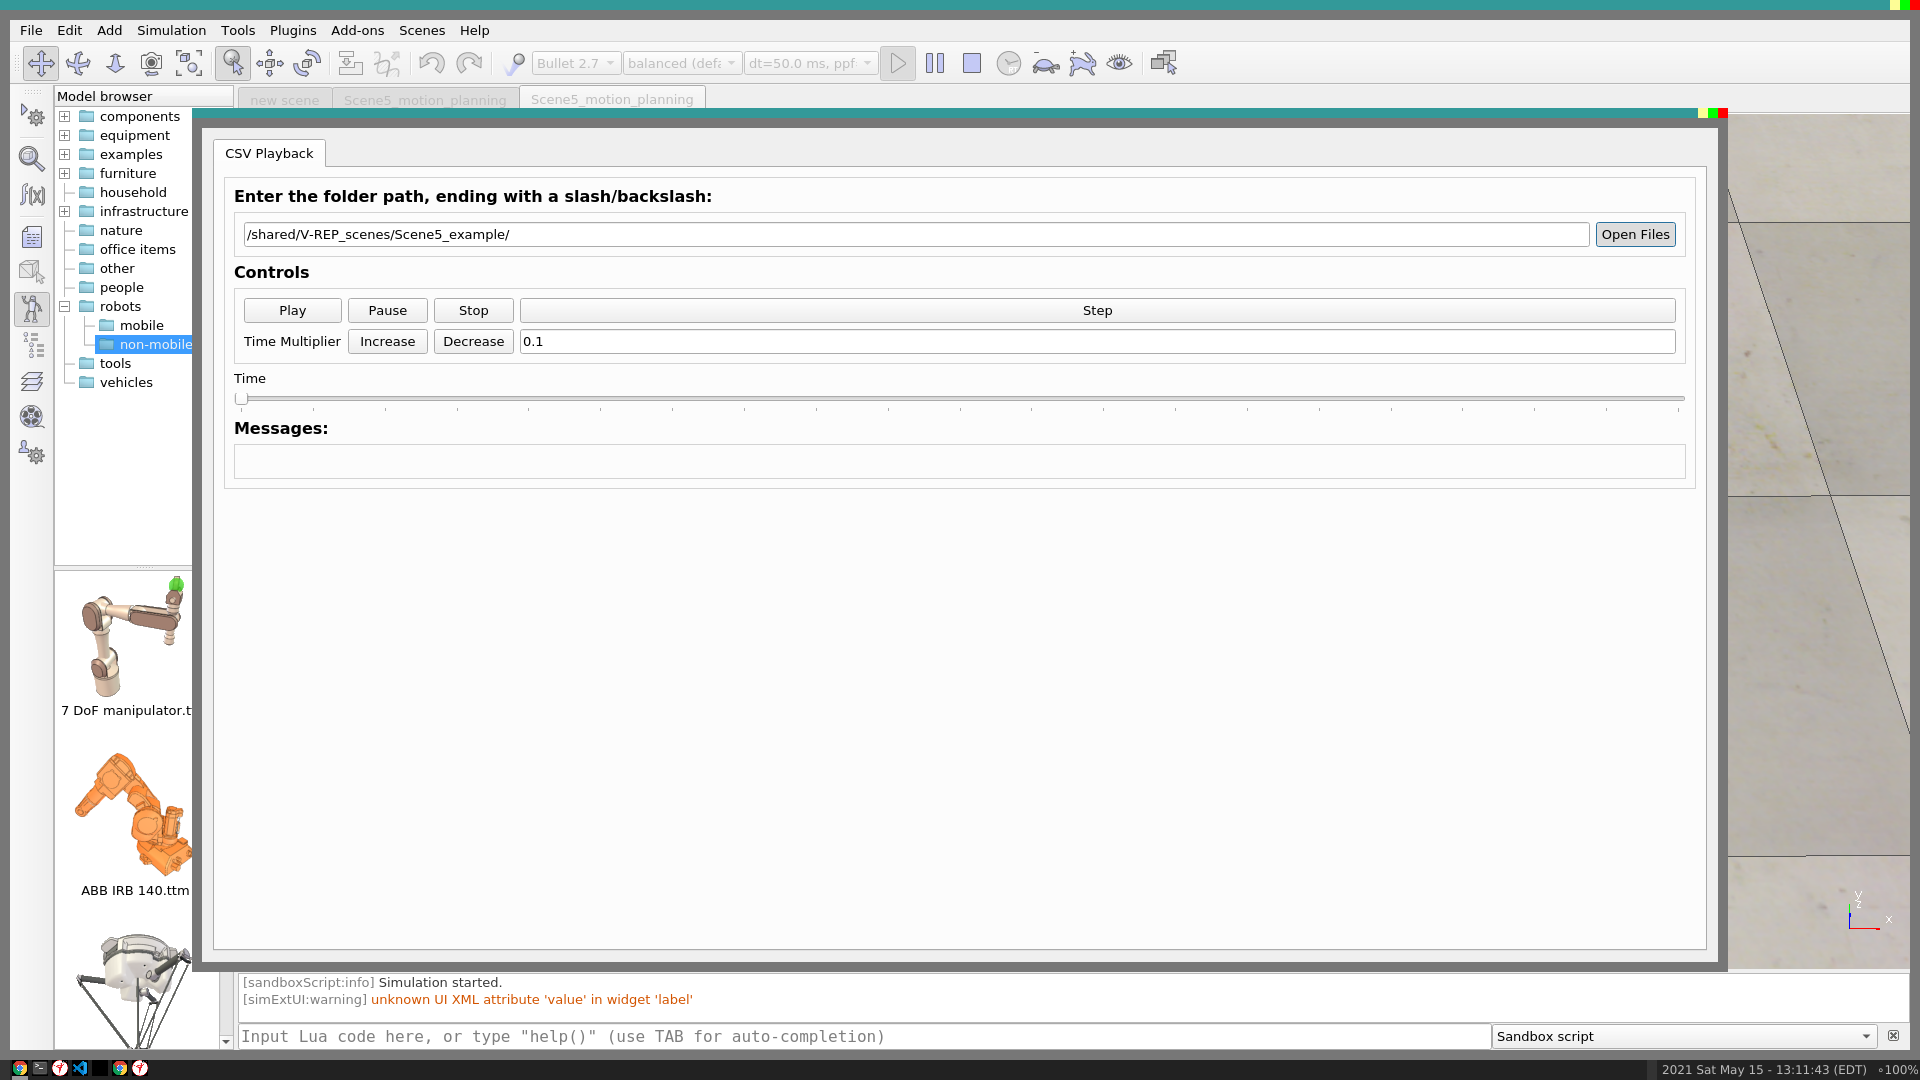 File Edit Add Simulation Tools Plugins Add-ons Scenes Help
Bullet 2.7 balanced (defa dt=50.0 ms, ppf
Model browser
new scene Scene5_motion_planning Scene5_motion_planning
components
equipment
examples
furniture
household
infrastructure
nature
office items
other
people
robots
mobile
non-mobile
tools
vehicles
7 DoF manipulator.t
ABB IRB 140.ttm
CSV Playback
Enter the folder path, ending with a slash/backslash:
/shared/V-REP_scenes/Scene5_example/ Open Files
Controls
Play Pause Stop Step
Time Multiplier Increase Decrease 0.1
Time
Messages:
y
z
x
[sandboxScript:info] Simulation started.
[simExtUI:warning] unknown UI XML attribute 'value' in widget 'label'
Input Lua code here, or type "help()" (use TAB for auto-completion) Sandbox script
2021 Sat May 15 - 13:11:43 (EDT) ∘100%